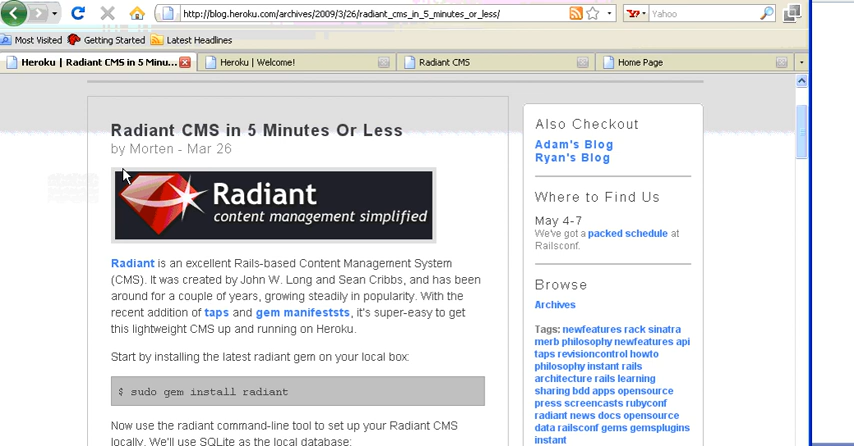 http://blog.heroku.com/archives/2009/3/26/radiant_cms_in_5_minutes_or_less/
Yahoo
Most Visited
Getting Started
Latest Headlines
Heroku | Radiant CMS in 5 Minu...
Heroku | Welcome!
Radiant CMS
Home Page
Radiant CMS in 5 Minutes Or Less
by Morten - Mar 26
Radiant
content management simplified
Radiant is an excellent Rails-based Content Management System
(CMS). It was created by John W. Long and Sean Cribbs, and has been
around for a couple of years, growing steadily in popularity. With the
recent addition of taps and gem manifeststs, it's super-easy to get
this lightweight CMS up and running on Heroku.
Start by installing the latest radiant gem on your local box:
$ sudo gem install radiant
Now use the radiant command-line tool to set up your Radiant CMS
locally. We'll use SQLite as the local database:
Also Checkout
Adam's Blog
Ryan's Blog
Where to Find Us
May 4-7
We've got a packed schedule at
Railsconf.
Browse
Archives
Tags: newfeatures rack sinatra
merb philosophy newfeatures api
taps revisioncontrol howto
philosophy instant rails
architecture rails learning
sharing bdd apps opensource
press screencasts rubyconf
radiant news docs opensource
data railsconf gems gemsplugins
instant